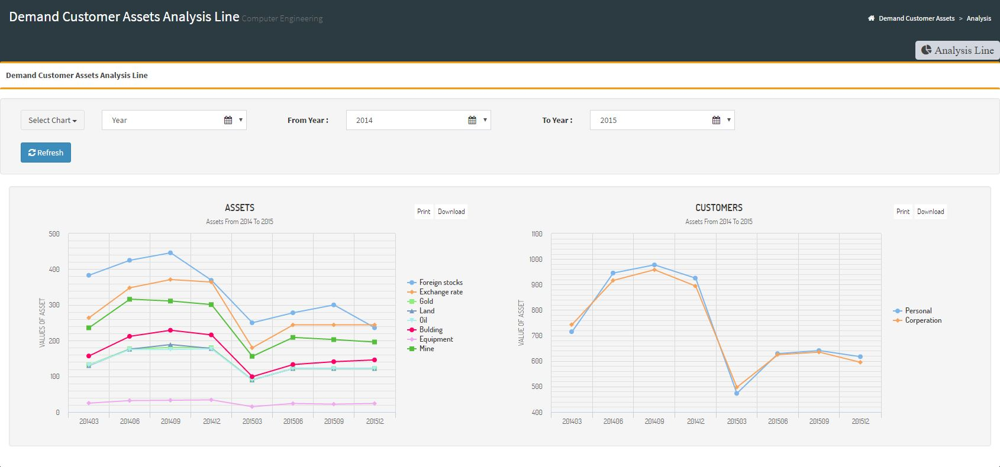 Demand Customer Assets Analysis Line Computer Engineering
Demand Customer Assets > Analysis
Analysis Line
Demand Customer Assets Analysis Line
Select Chart
Year
From Year :
2014
To Year :
2015
Refresh
ASSETS
Assets From 2014 To 2015
Print
Download
VALUES OF ASSET
500
400
300
200
100
0
201403
201406
201409
201412
201503
201506
201509
201512
Foreign stocks
Exchange rate
Gold
Land
Oil
Bulding
Equipment
Mine
CUSTOMERS
Assets From 2014 To 2015
Print
Download
VALUE OF ASSET
1100
1000
900
800
700
600
500
400
201403
201406
201409
201412
201503
201506
201509
201512
Personal
Corperation